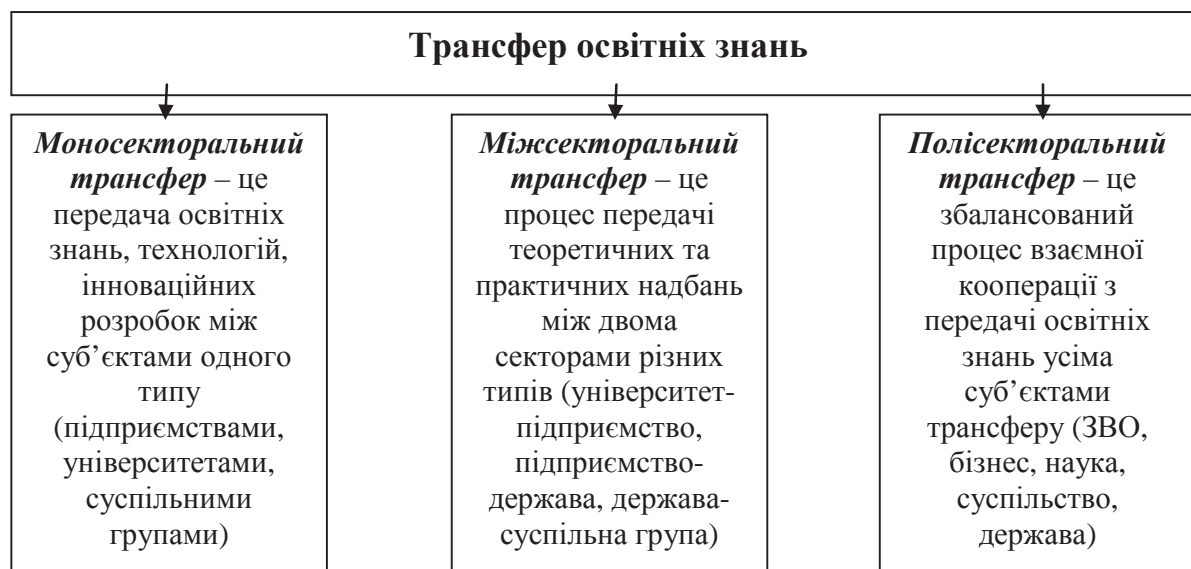 Трансфер освітніх знань
Моносекторальний
трансфер – це
передача освітніх
знань, технологій,
інноваційних
розробок між
суб’єктами одного
типу
(підприємствами,
університетами,
суспільними
групами)
Міжсекторальний
трансфер – це
процес передачі
теоретичних та
практичних надбань
між двома
секторами різних
типів (університет-
підприємство,
підприємство-
держава, держава-
суспільна група)
Полісекторальний
трансфер – це
збалансований
процес взаємної
кооперації з
передачі освітніх
знань усіма
суб’єктами
трансферу (ЗВО,
бізнес, наука,
суспільство,
держава)